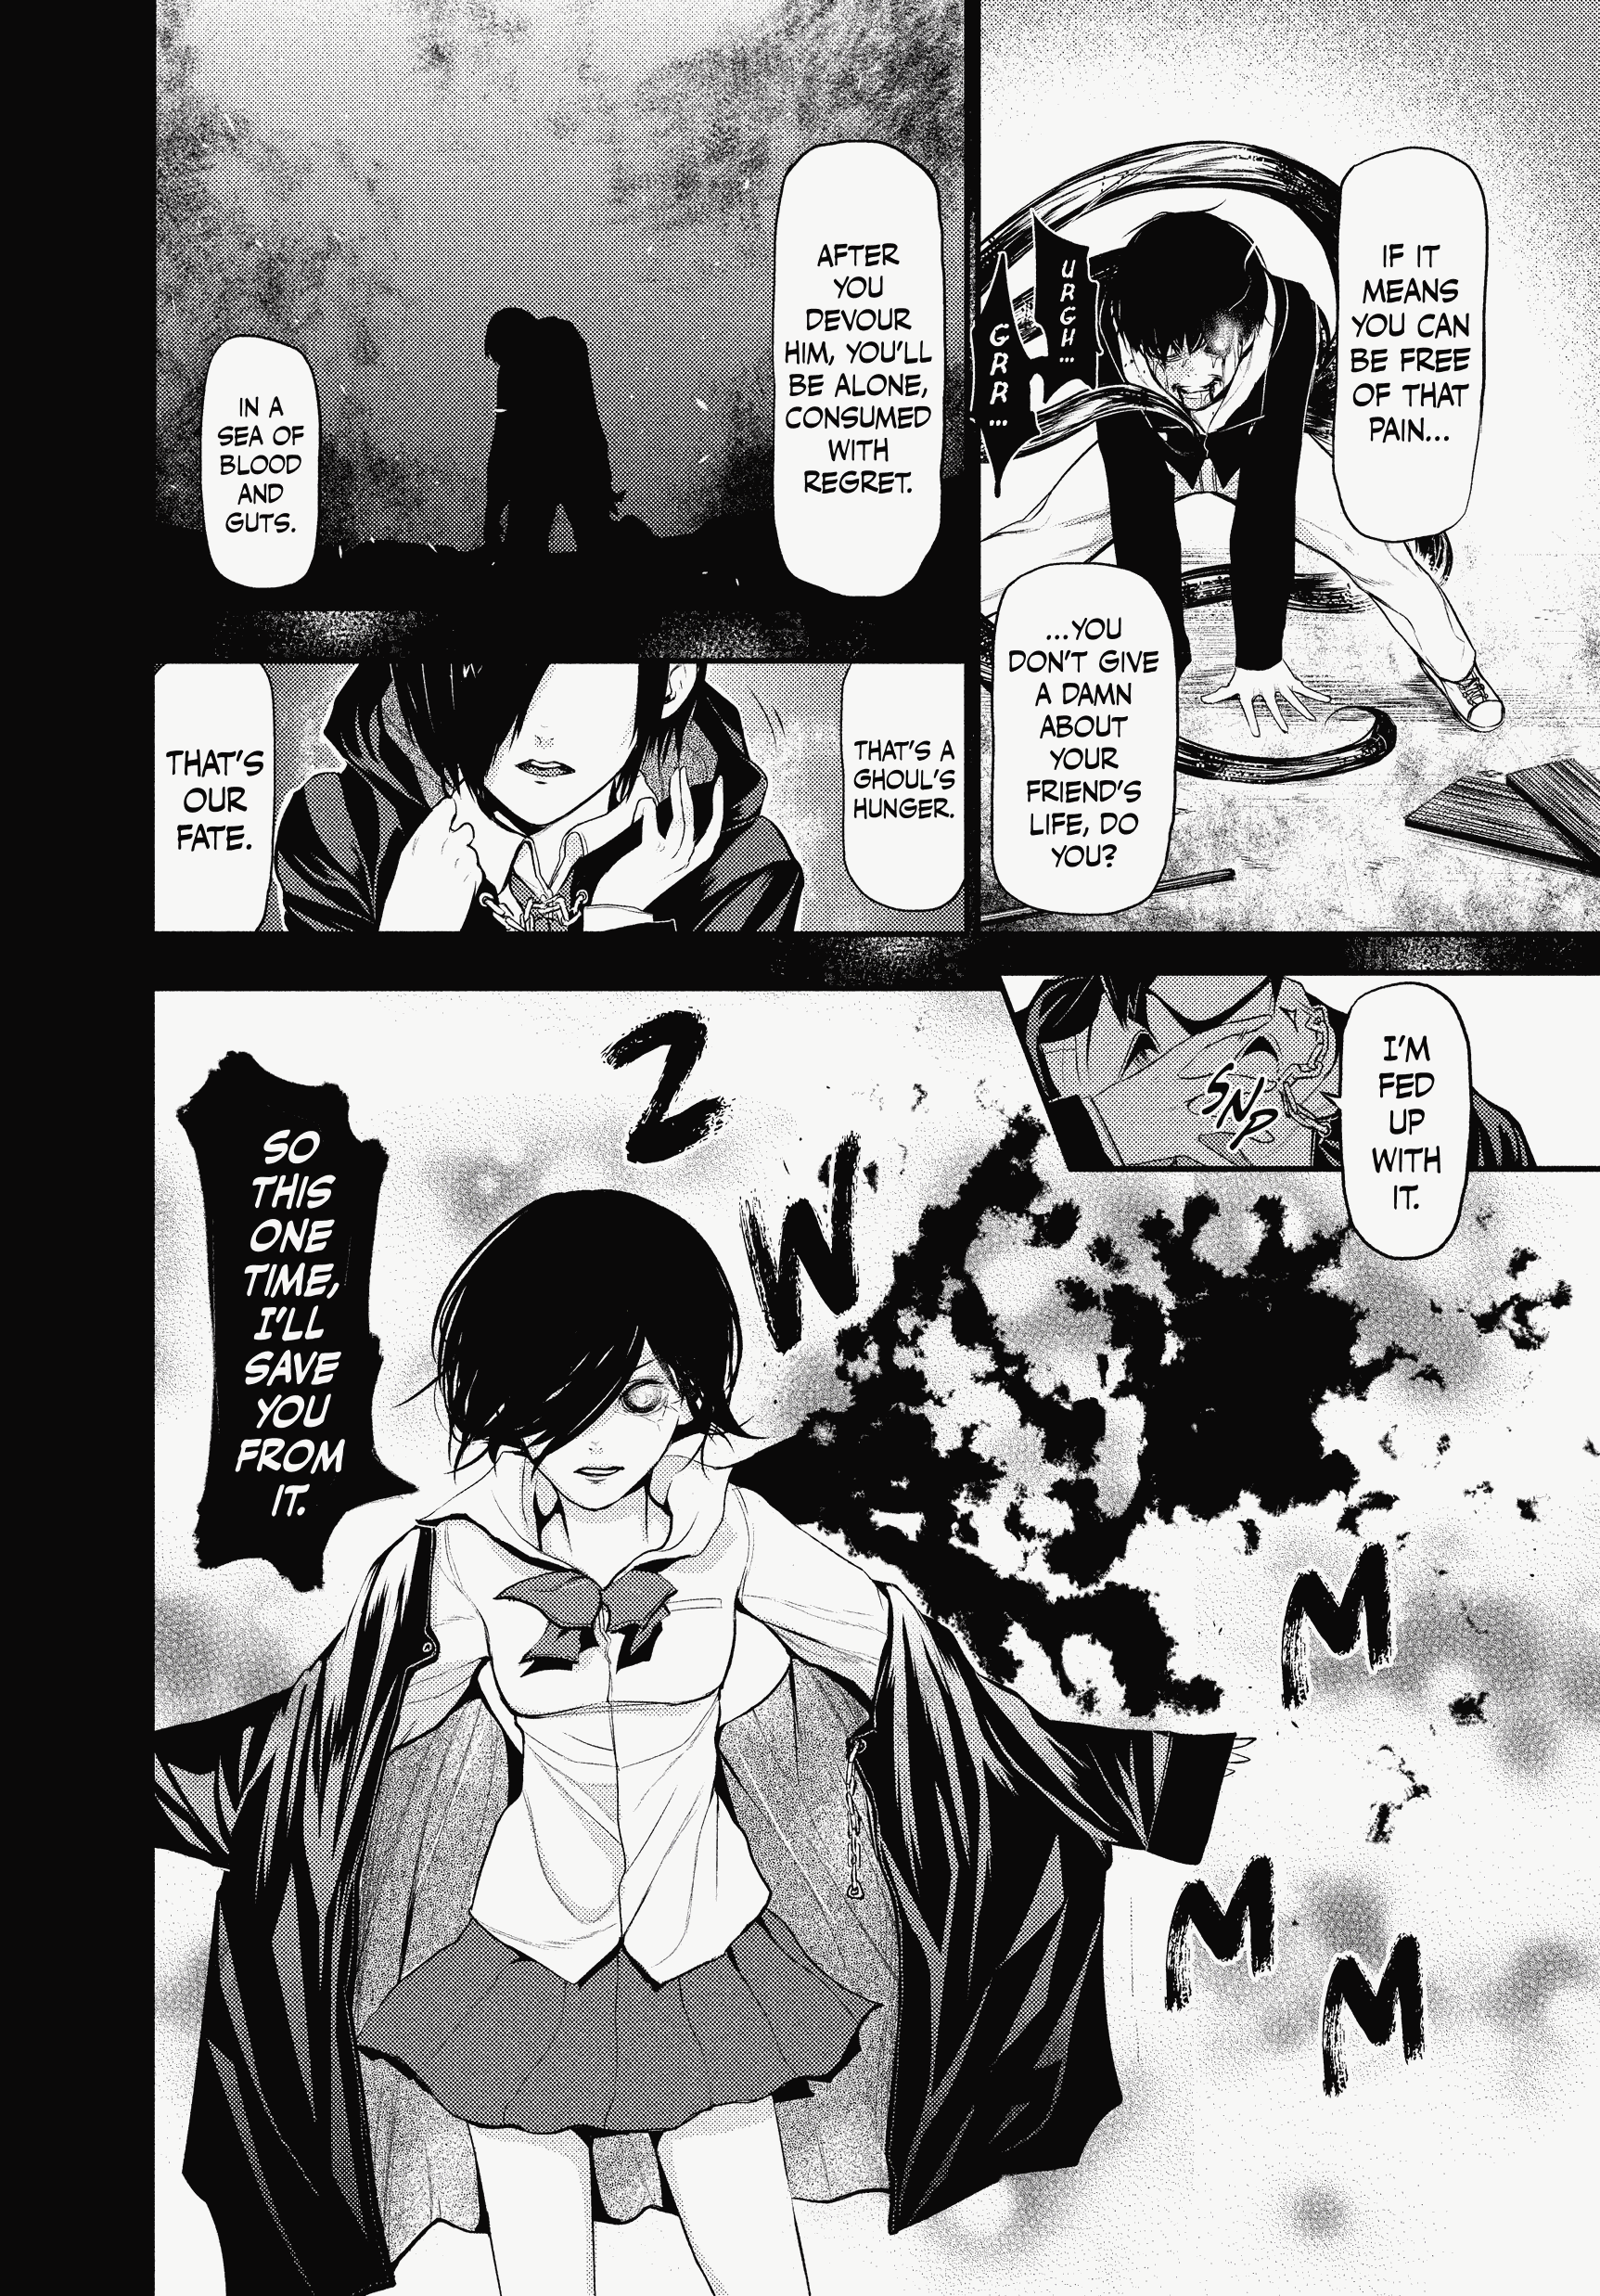 IF IT
MEANS
YOU CAN
BE FREE
OF THAT
PAIN...
URGH...
GRR...
...YOU
DON'T GIVE
A DAMN
ABOUT
YOUR
FRIEND'S
LIFE, DO
YOU?
AFTER
YOU
DEVOUR
HIM, YOU'LL
BE ALONE,
CONSUMED
WITH
REGRET.
IN A
SEA OF
BLOOD
AND
GUTS.
THAT'S A
GHOUL'S
HUNGER.
THAT'S
OUR
FATE.
I'M
FED
UP
WITH
IT.
SNP
ZWMMM
SO
THIS
ONE
TIME,
I'LL
SAVE
YOU
FROM
IT.